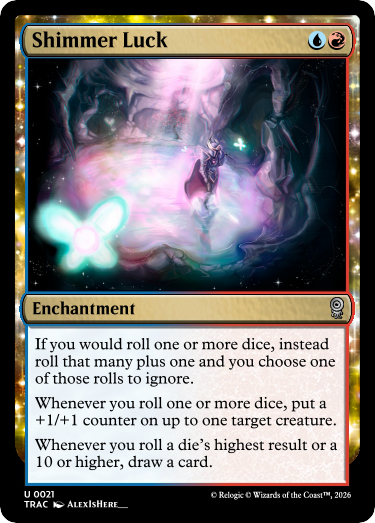 Shimmer Luck
Enchantment
If you would roll one or more dice, instead
roll that many plus one and you choose one
of those rolls to ignore.
Whenever you roll one or more dice, put a
+1/+1 counter on up to one target creature.
Whenever you roll a die's highest result or a
10 or higher, draw a card.
U 0021
© Relogic © Wizards of the Coast™, 2026
TRAC AlexIsHere__